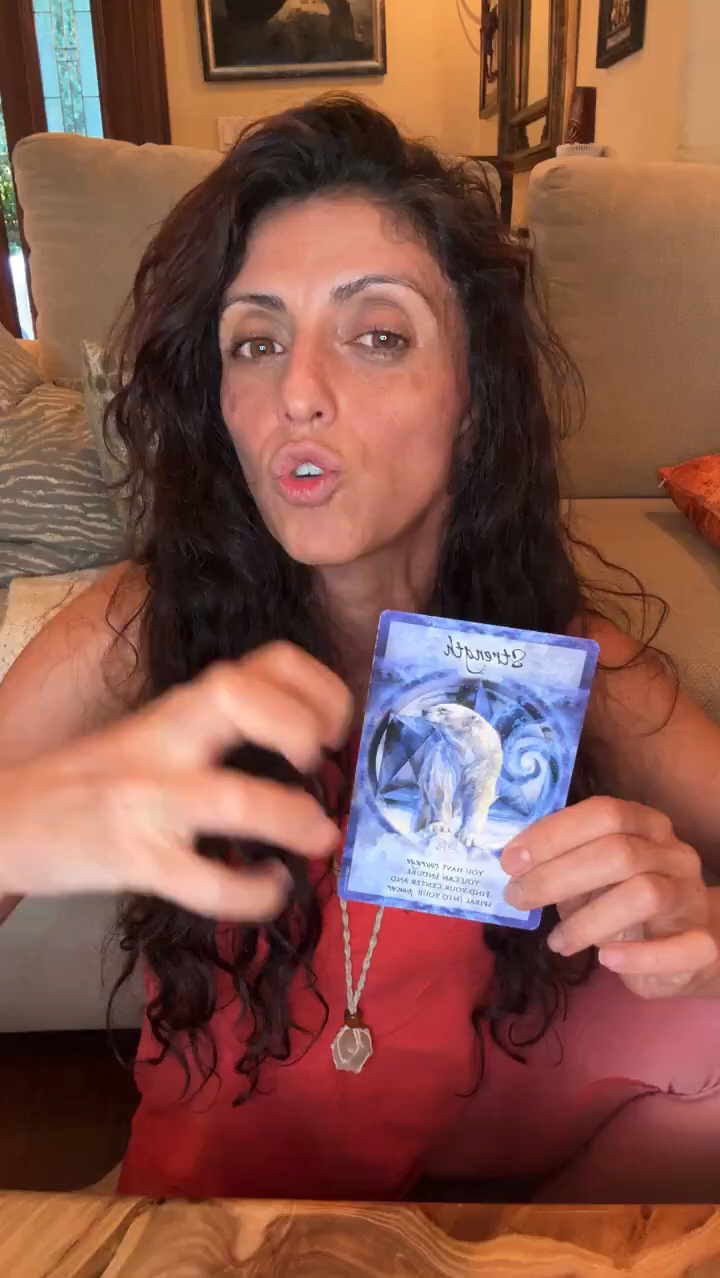 Strength
YOU HAVE courage
YOU CAN ENDURE
FIND YOUR CENTER AND
SPIRAL INTO YOUR power